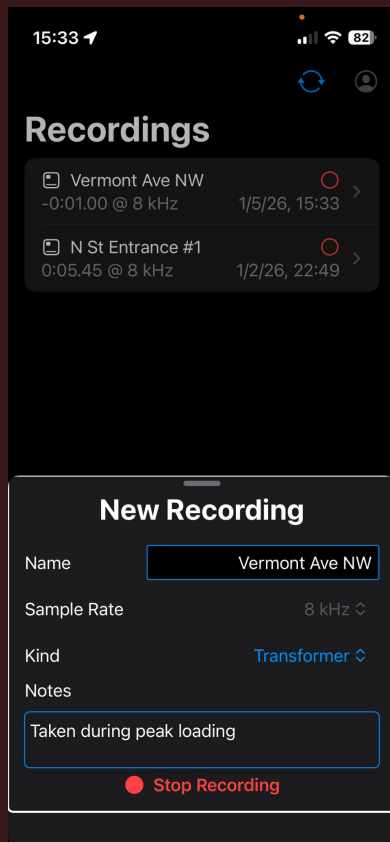 15:33
82
Recordings
Vermont Ave NW
-0:01.00 @ 8 kHz 1/5/26, 15:33
N St Entrance #1
0:05.45 @ 8 kHz 1/2/26, 22:49
New Recording
Name Vermont Ave NW
Sample Rate 8 kHz
Kind Transformer
Notes
Taken during peak loading
Stop Recording